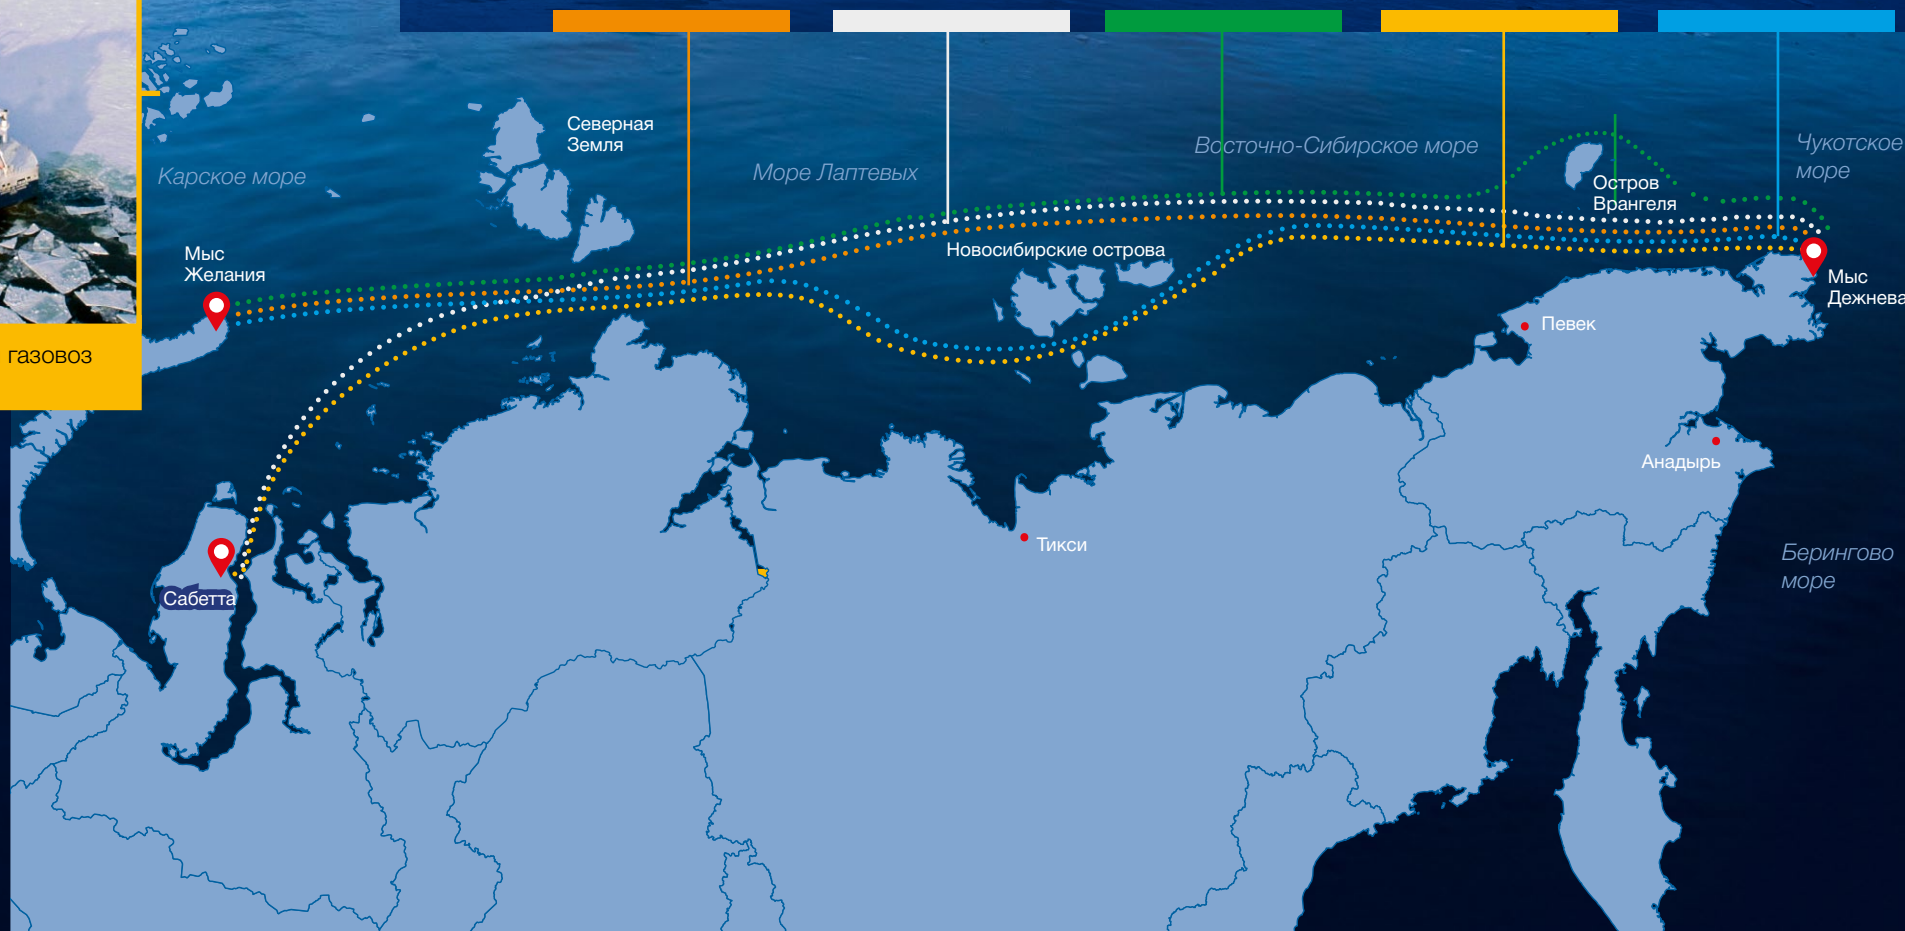 Северная
Земля
Восточно-Сибирское море
Чукотское
море
Карское море
Море Лаптевых
Остров
Врангеля
Мыс
Желания
Новосибирские острова
Мыс
Дежнева
Певек
газовоз
Анадырь
Тикси
Берингово
море
Сабетта